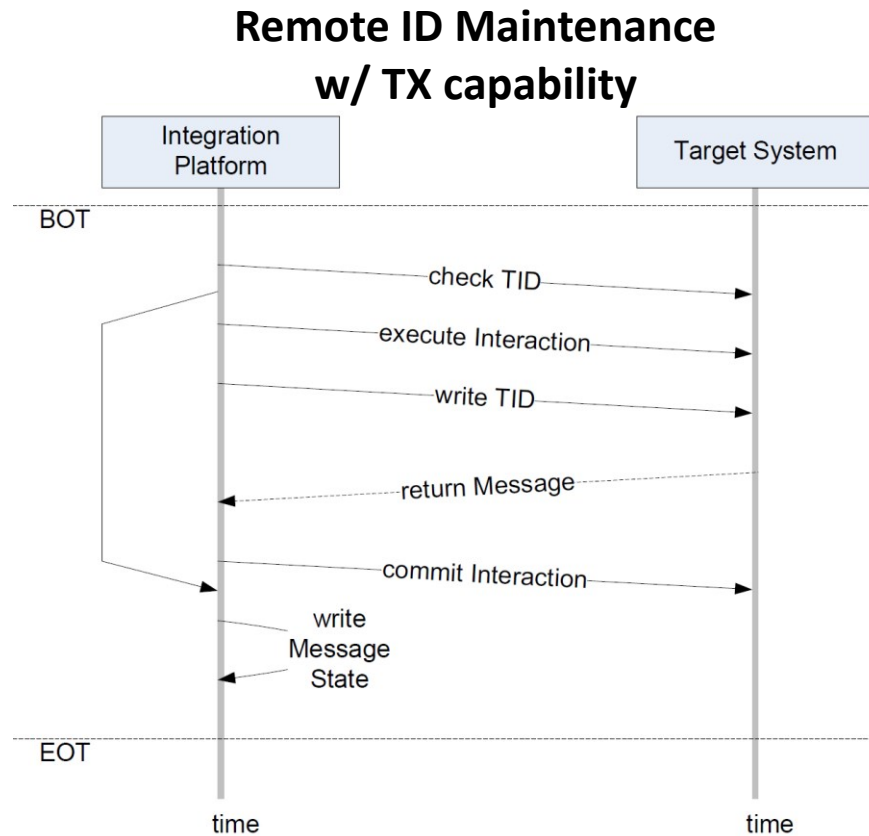 Remote ID Maintenance
w/ TX capability
Integration
Platform
Target System
BOT
check TID
execute Interaction
write TID
return Message
commit Interaction
write
Message
State
EOT
time
time